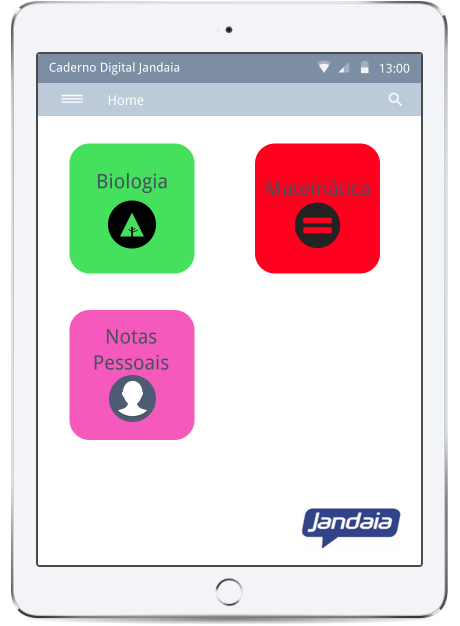 Caderno Digital Jandaia
13:00
Home
Biologia
Matemática
Notas
Pessoais
Jandaia